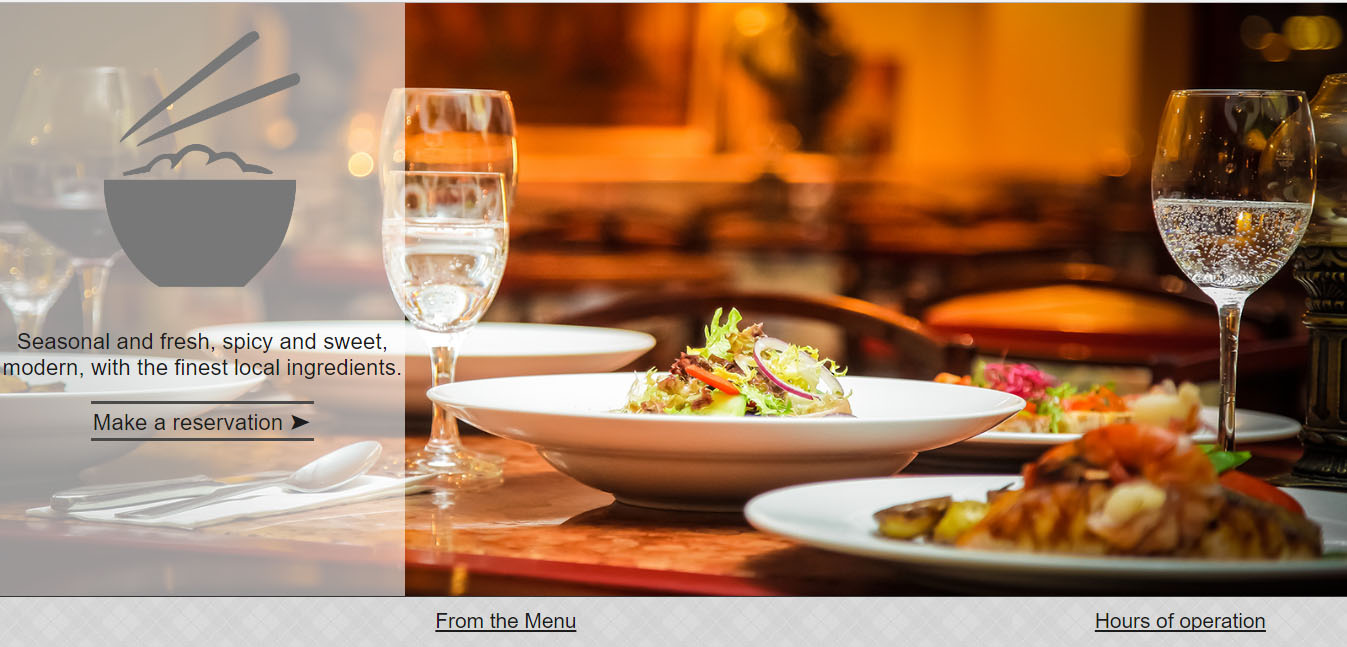 Seasonal and fresh, spicy and sweet,
modern, with the finest local ingredients.
Make a reservation ➤
From the Menu
Hours of operation